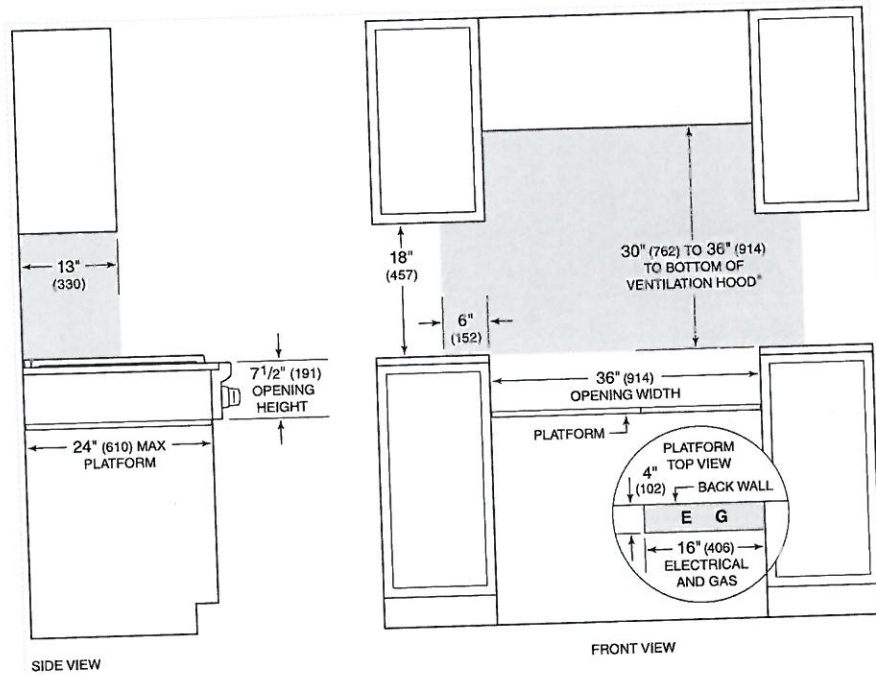 13"
(330)
7 1/2" (191)
OPENING
HEIGHT
24" (610) MAX
PLATFORM
SIDE VIEW
18"
(457)
6"
(152)
30" (762) TO 36" (914)
TO BOTTOM OF
VENTILATION HOOD*
36" (914)
OPENING WIDTH
PLATFORM
PLATFORM
TOP VIEW
4"
(102)
BACK WALL
E G
16" (406)
ELECTRICAL
AND GAS
FRONT VIEW